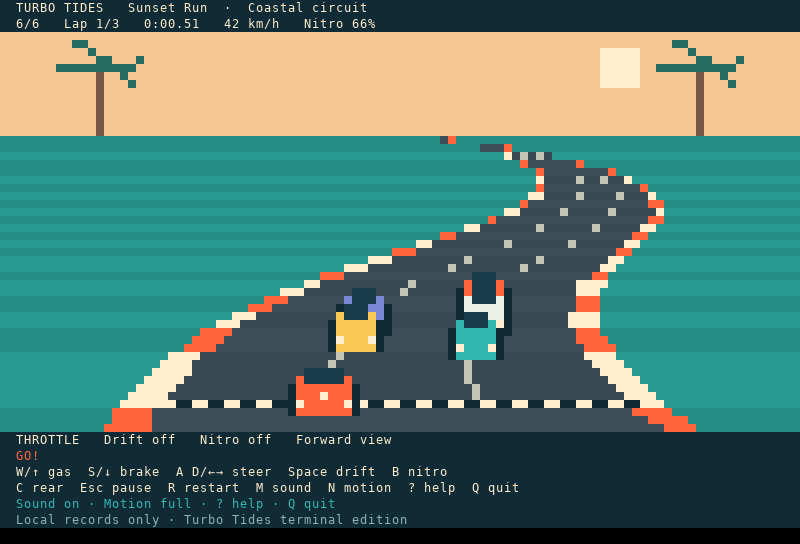 TURBO TIDES   Sunset Run  ·  Coastal circuit
6/6   Lap 1/3   0:00.51   42 km/h   Nitro 66%
THROTTLE   Drift off   Nitro off   Forward view
GO!
W/↑ gas  S/↓ brake  A D/←→ steer  Space drift  B nitro
C rear  Esc pause  R restart  M sound  N motion  ? help  Q quit
Sound on · Motion full · ? help · Q quit
Local records only · Turbo Tides terminal edition